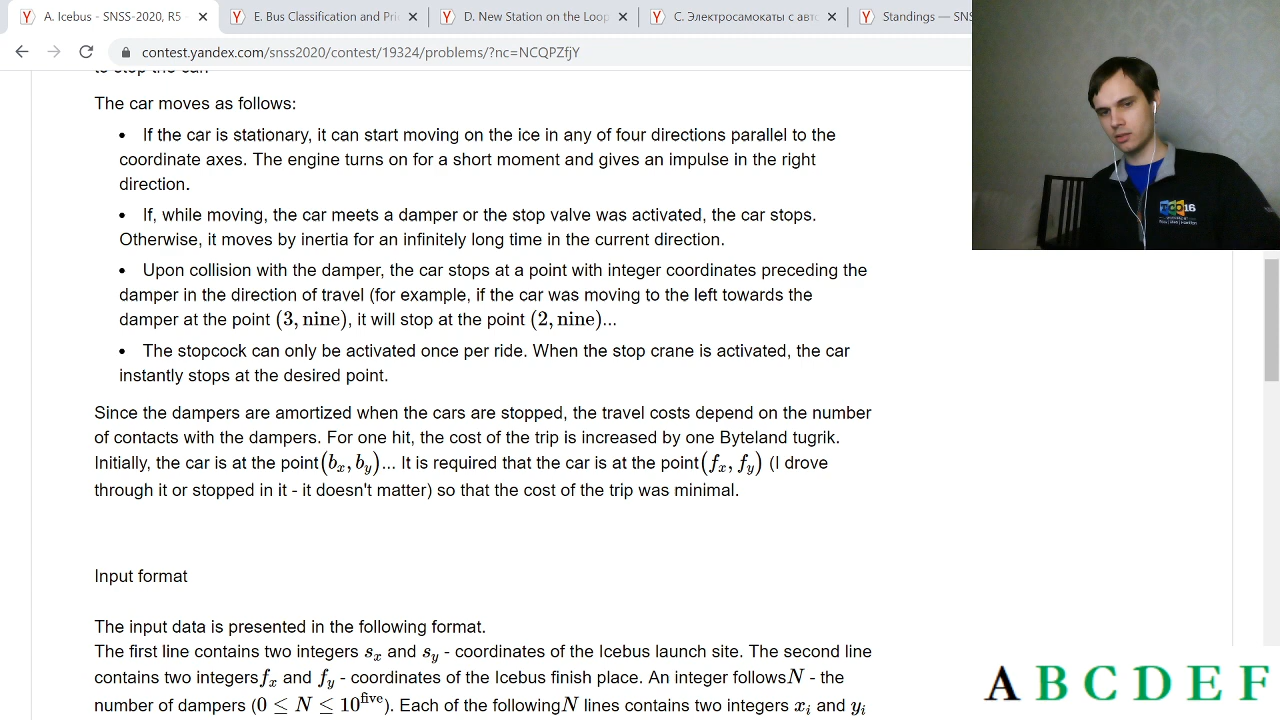 A. Icebus - SNSS-2020, R5
E. Das Classification and Pri
D. New Station on the Loop
C. Электросамокаты с авто
Standings — SNS
contest.yandex.com/snss2020/contest/19324/problems/?nc=NCQPZfjY
to stop the car.
The car moves as follows:
• If the car is stationary, it can start moving on the ice in any of four directions parallel to the
coordinate axes. The engine turns on for a short moment and gives an impulse in the right
direction.
• If, while moving, the car meets a damper or the stop valve was activated, the car stops.
Otherwise, it moves by inertia for an infinitely long time in the current direction.
• Upon collision with the damper, the car stops at a point with integer coordinates preceding the
damper in the direction of travel (for example, if the car was moving to the left towards the
damper at the point (3, nine), it will stop at the point (2, nine)...
• The stopcock can only be activated once per ride. When the stop crane is activated, the car
instantly stops at the desired point.
Since the dampers are amortized when the cars are stopped, the travel costs depend on the number
of contacts with the dampers. For one hit, the cost of the trip is increased by one Byteland tugrik.
Initially, the car is at the point(bx, by)... It is required that the car is at the point(fx, fy) (I drove
through it or stopped in it - it doesn't matter) so that the cost of the trip was minimal.
Input format
The input data is presented in the following format.
The first line contains two integers sx and sy - coordinates of the Icebus launch site. The second line
contains two integersfx and fy - coordinates of the Icebus finish place. An integer followsN - the
number of dampers (0 ≤ N ≤ 10^five). Each of the following N lines contains two integers xi and yi
A B C D E F